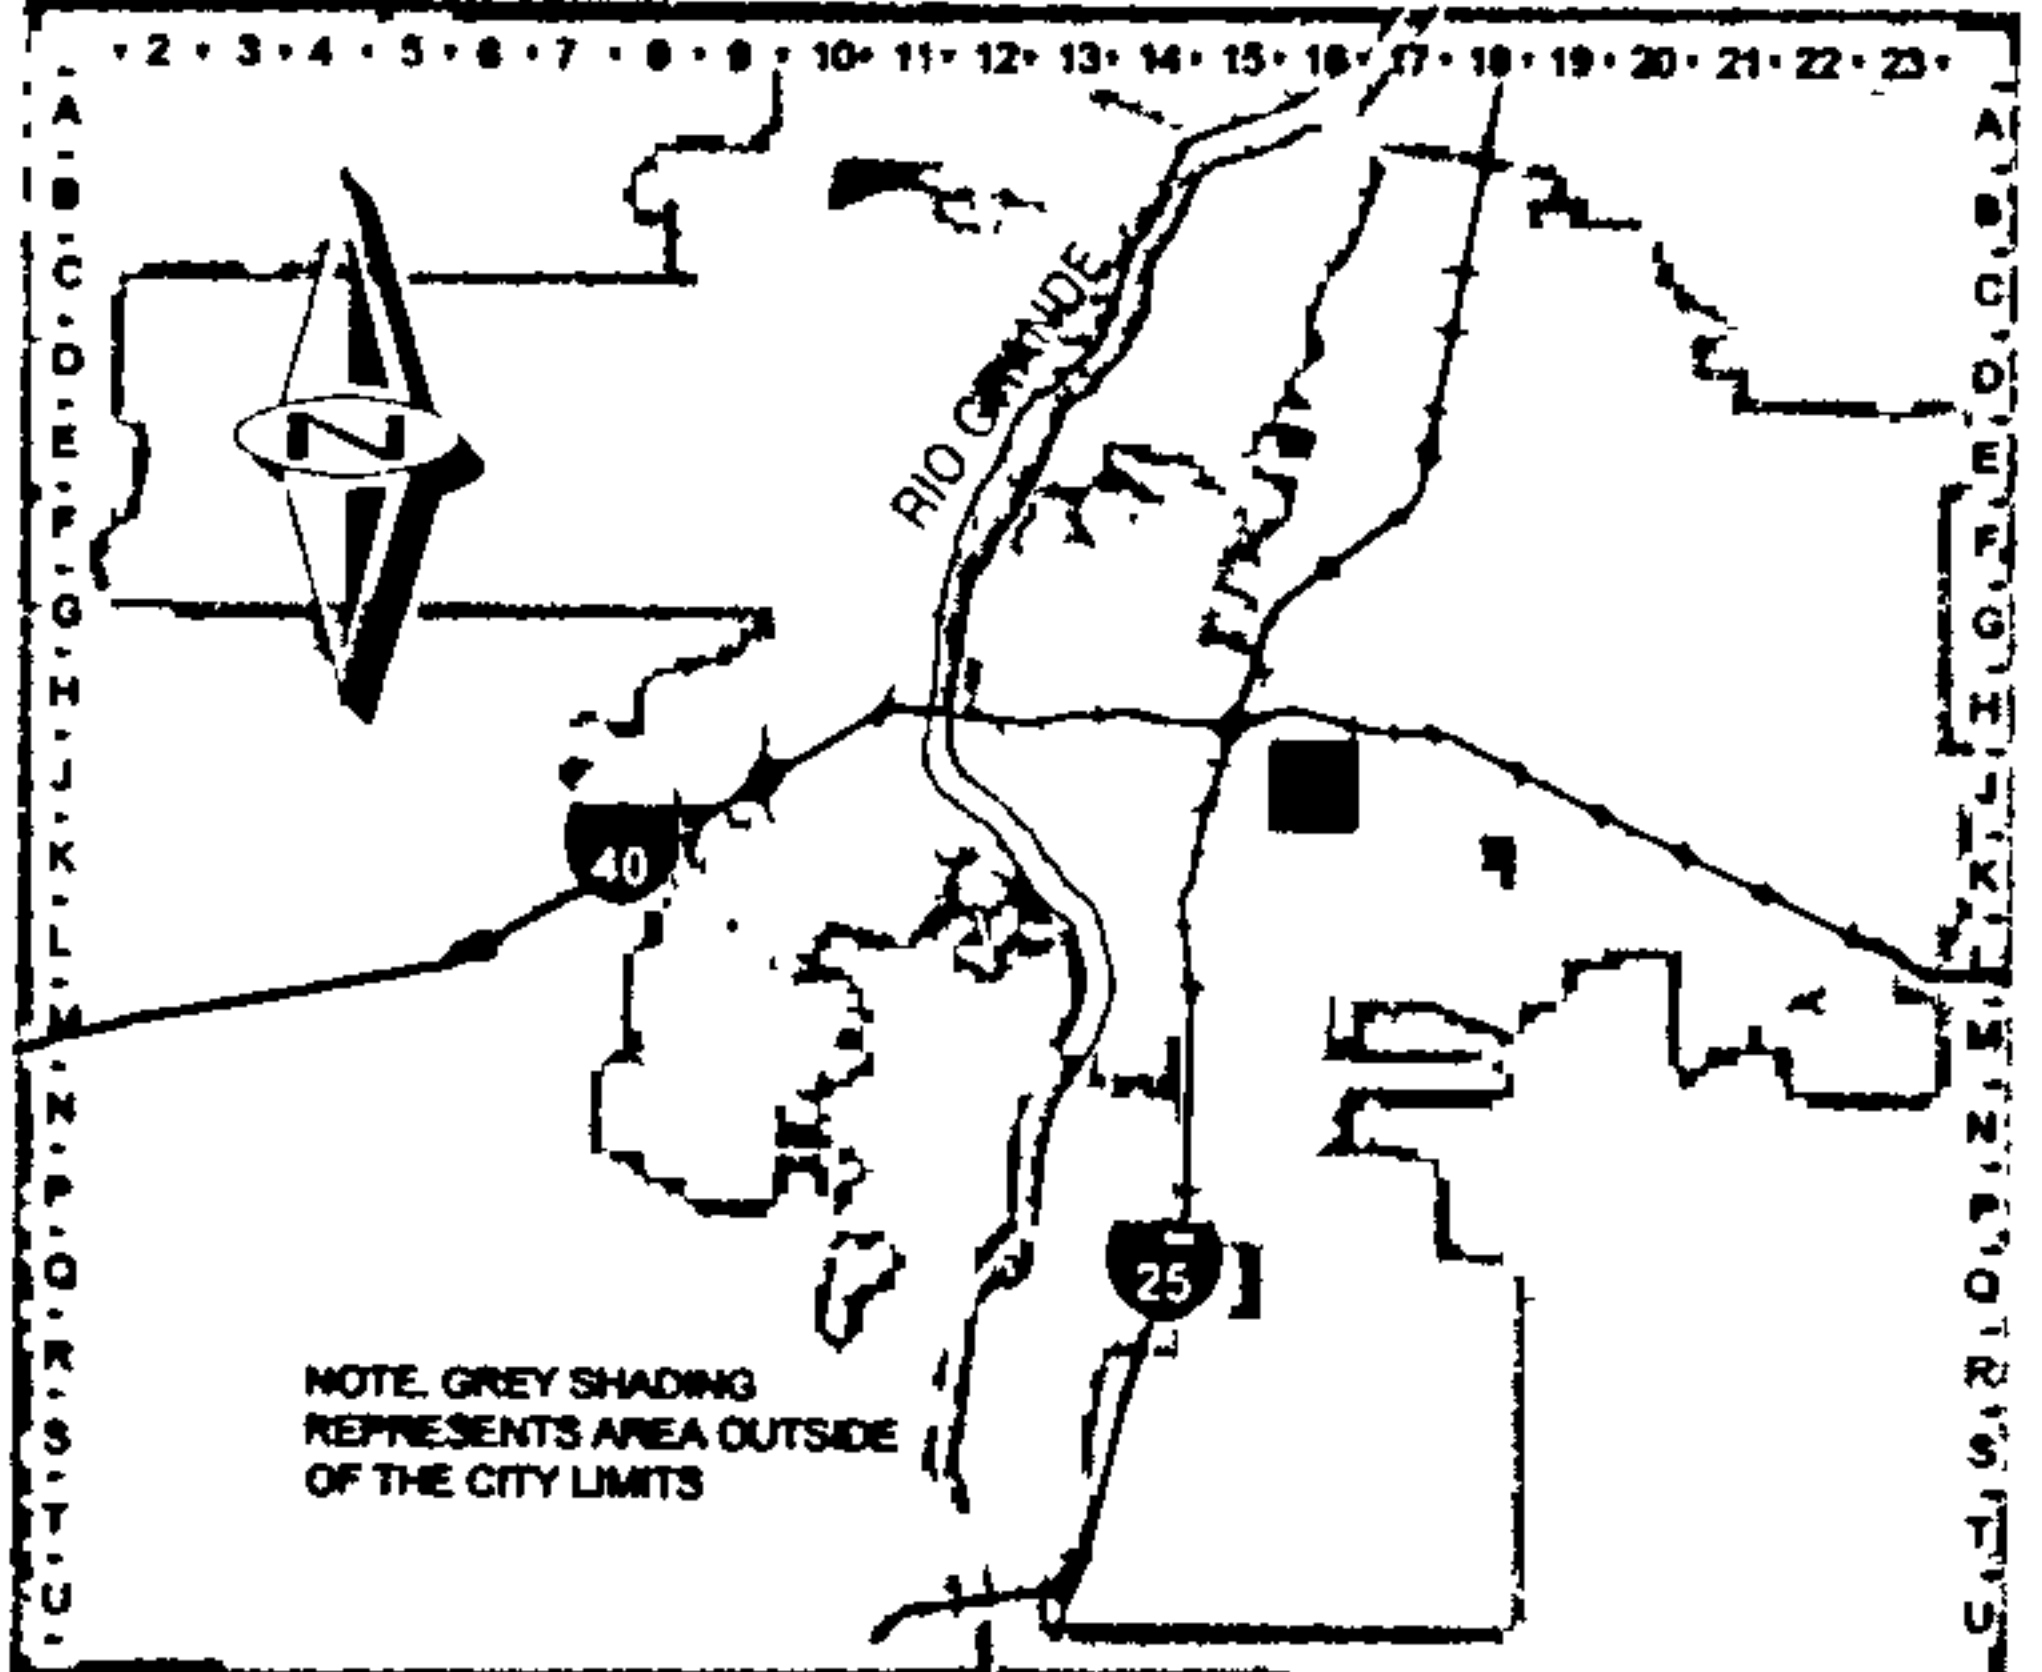 2 3 4 5 6 7 8 9 10 11 12 13 14 15 16 17 18 19 20 21 22 23
A A
B B
C C
D D
E E
F F
G G
H H
J J
K K
L L
M M
N N
P P
Q Q
R R
S S
T T
U U
N
RIO GRANDE
40
25
NOTE. GREY SHADING
REPRESENTS AREA OUTSIDE
OF THE CITY LIMITS